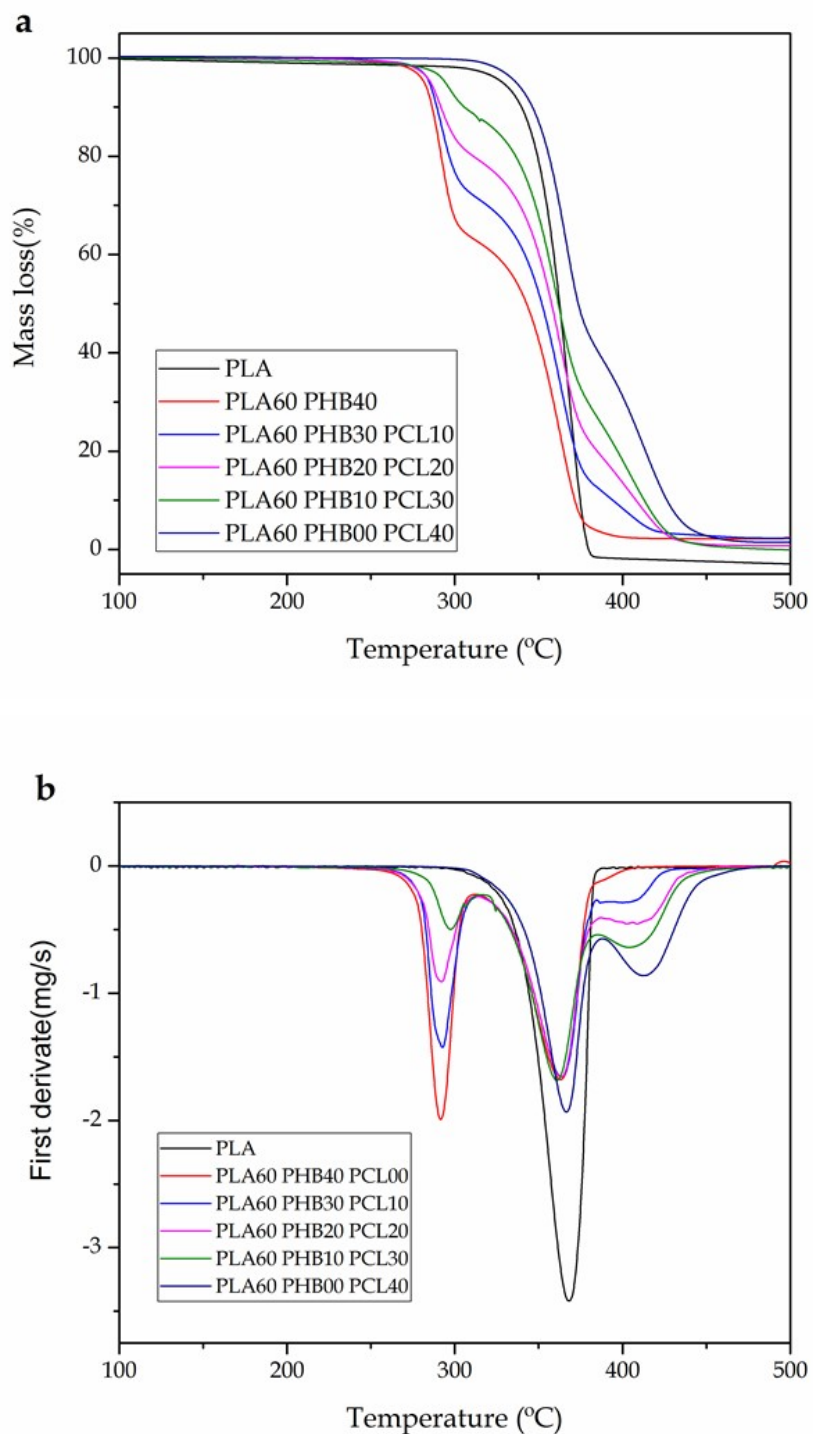 a
100
80
60
40
20
0
Mass loss(%)
PLA
PLA60 PHB40
PLA60 PHB30 PCL10
PLA60 PHB20 PCL20
PLA60 PHB10 PCL30
PLA60 PHB00 PCL40
100 200 300 400 500
Temperature (ºC)
b
0
-1
-2
-3
First derivate(mg/s)
PLA
PLA60 PHB40 PCL00
PLA60 PHB30 PCL10
PLA60 PHB20 PCL20
PLA60 PHB10 PCL30
PLA60 PHB00 PCL40
100 200 300 400 500
Temperature (ºC)